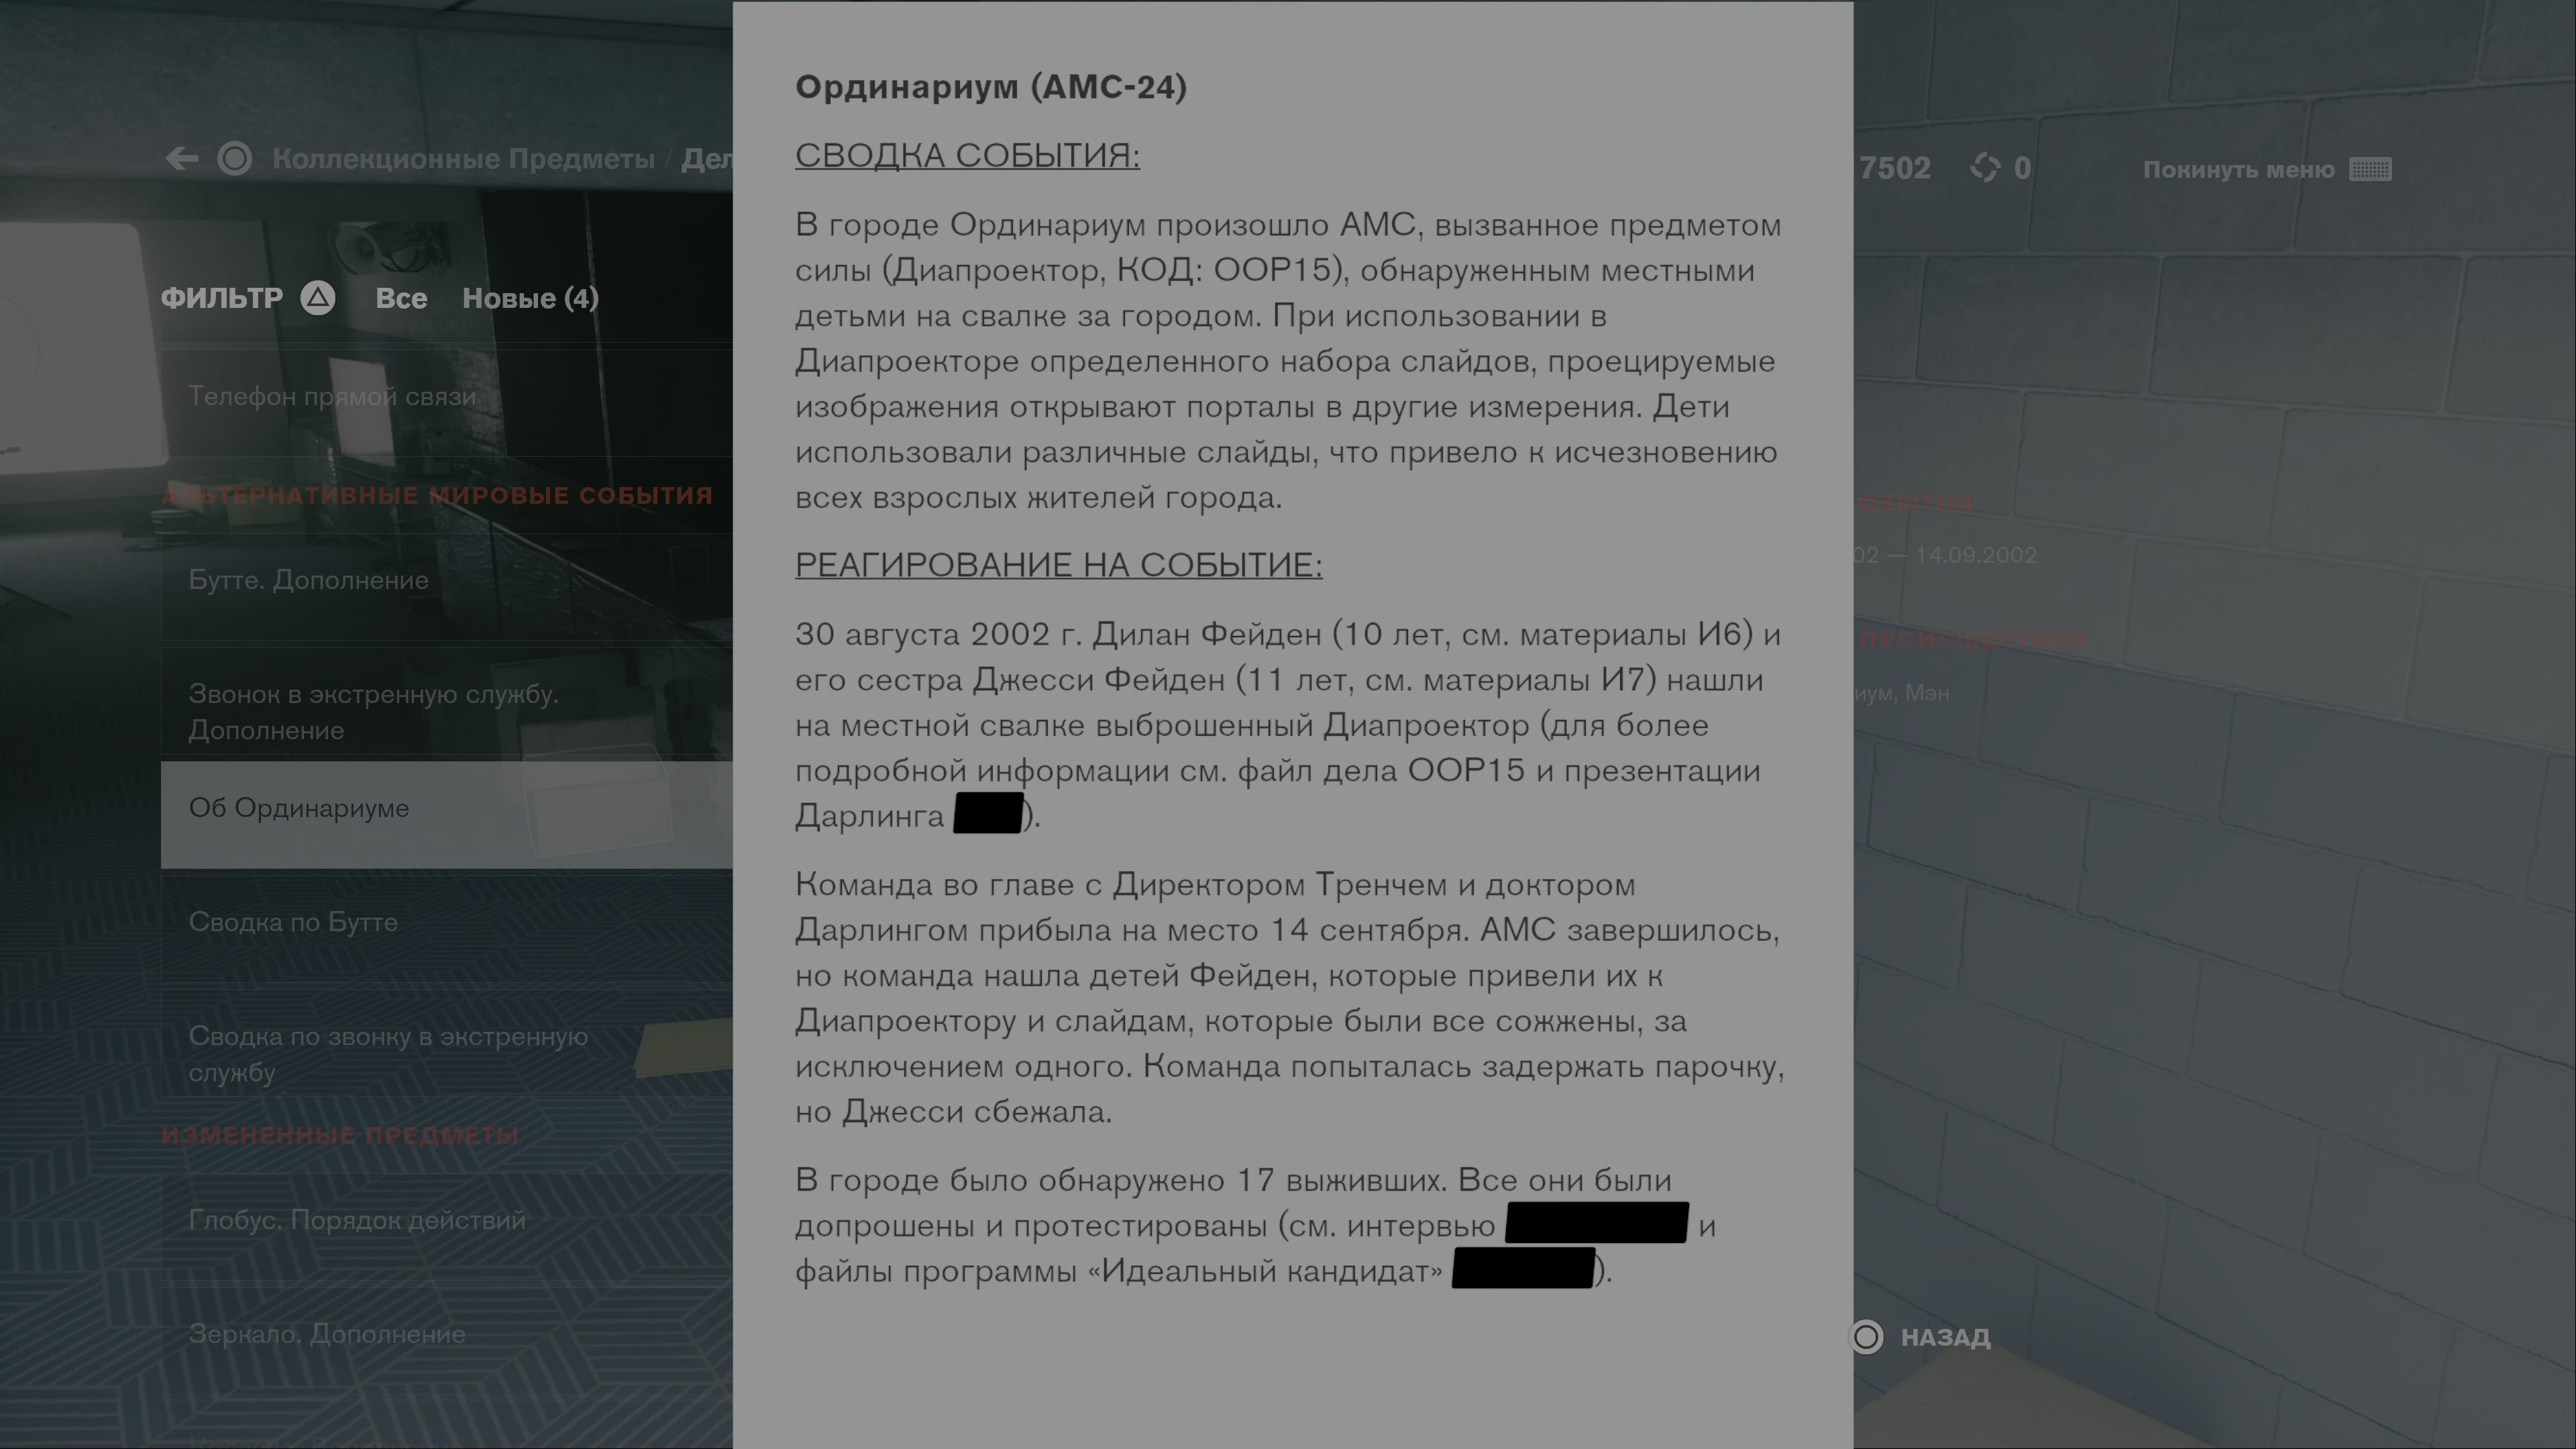 Коллекционные Предметы / Дел
7502
0
Покинуть меню
ФИЛЬТР Все Новые (4)
Телефон прямой связи
АЛЬТЕРНАТИВНЫЕ МИРОВЫЕ СОБЫТИЯ
Бутте. Дополнение
Звонок в экстренную службу.
Дополнение
Об Ординариуме
Сводка по Бутте
Сводка по звонку в экстренную
службу
ИЗМЕНЕННЫЕ ПРЕДМЕТЫ
Глобус. Порядок действий
Зеркало. Дополнение
Ординариум (АМС-24)
СВОДКА СОБЫТИЯ:
В городе Ординариум произошло АМС, вызванное предметом
силы (Диапроектор, КОД: ООР15), обнаруженным местными
детьми на свалке за городом. При использовании в
Диапроекторе определенного набора слайдов, проецируемые
изображения открывают порталы в другие измерения. Дети
использовали различные слайды, что привело к исчезновению
всех взрослых жителей города.
РЕАГИРОВАНИЕ НА СОБЫТИЕ:
30 августа 2002 г. Дилан Фейден (10 лет, см. материалы И6) и
его сестра Джесси Фейден (11 лет, см. материалы И7) нашли
на местной свалке выброшенный Диапроектор (для более
подробной информации см. файл дела ООР15 и презентации
Дарлинга ).
Команда во главе с Директором Тренчем и доктором
Дарлингом прибыла на место 14 сентября. АМС завершилось,
но команда нашла детей Фейден, которые привели их к
Диапроектору и слайдам, которые были все сожжены, за
исключением одного. Команда попыталась задержать парочку,
но Джесси сбежала.
В городе было обнаружено 17 выживших. Все они были
допрошены и протестированы (см. интервью и
файлы программы «Идеальный кандидат» ).
ОБЫТИЯ
02 — 14.09.2002
ПРОИСШЕСТВИЯ
иум, Мэн
НАЗАД